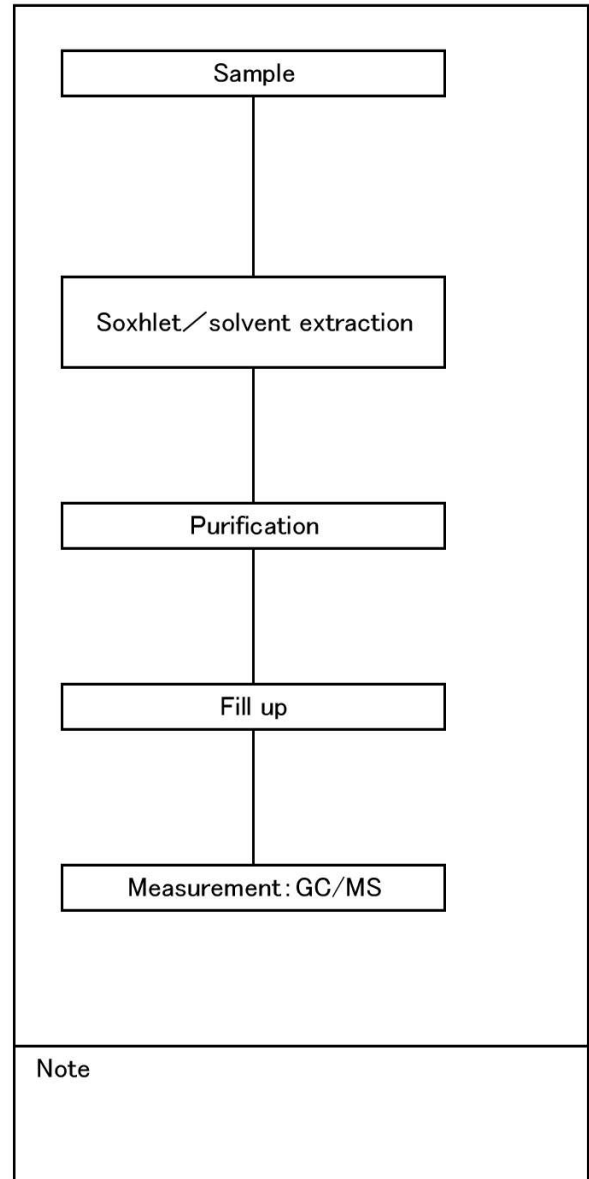 Sample
Soxhlet／solvent extraction
Purification
Fill up
Measurement：GC/MS
Note